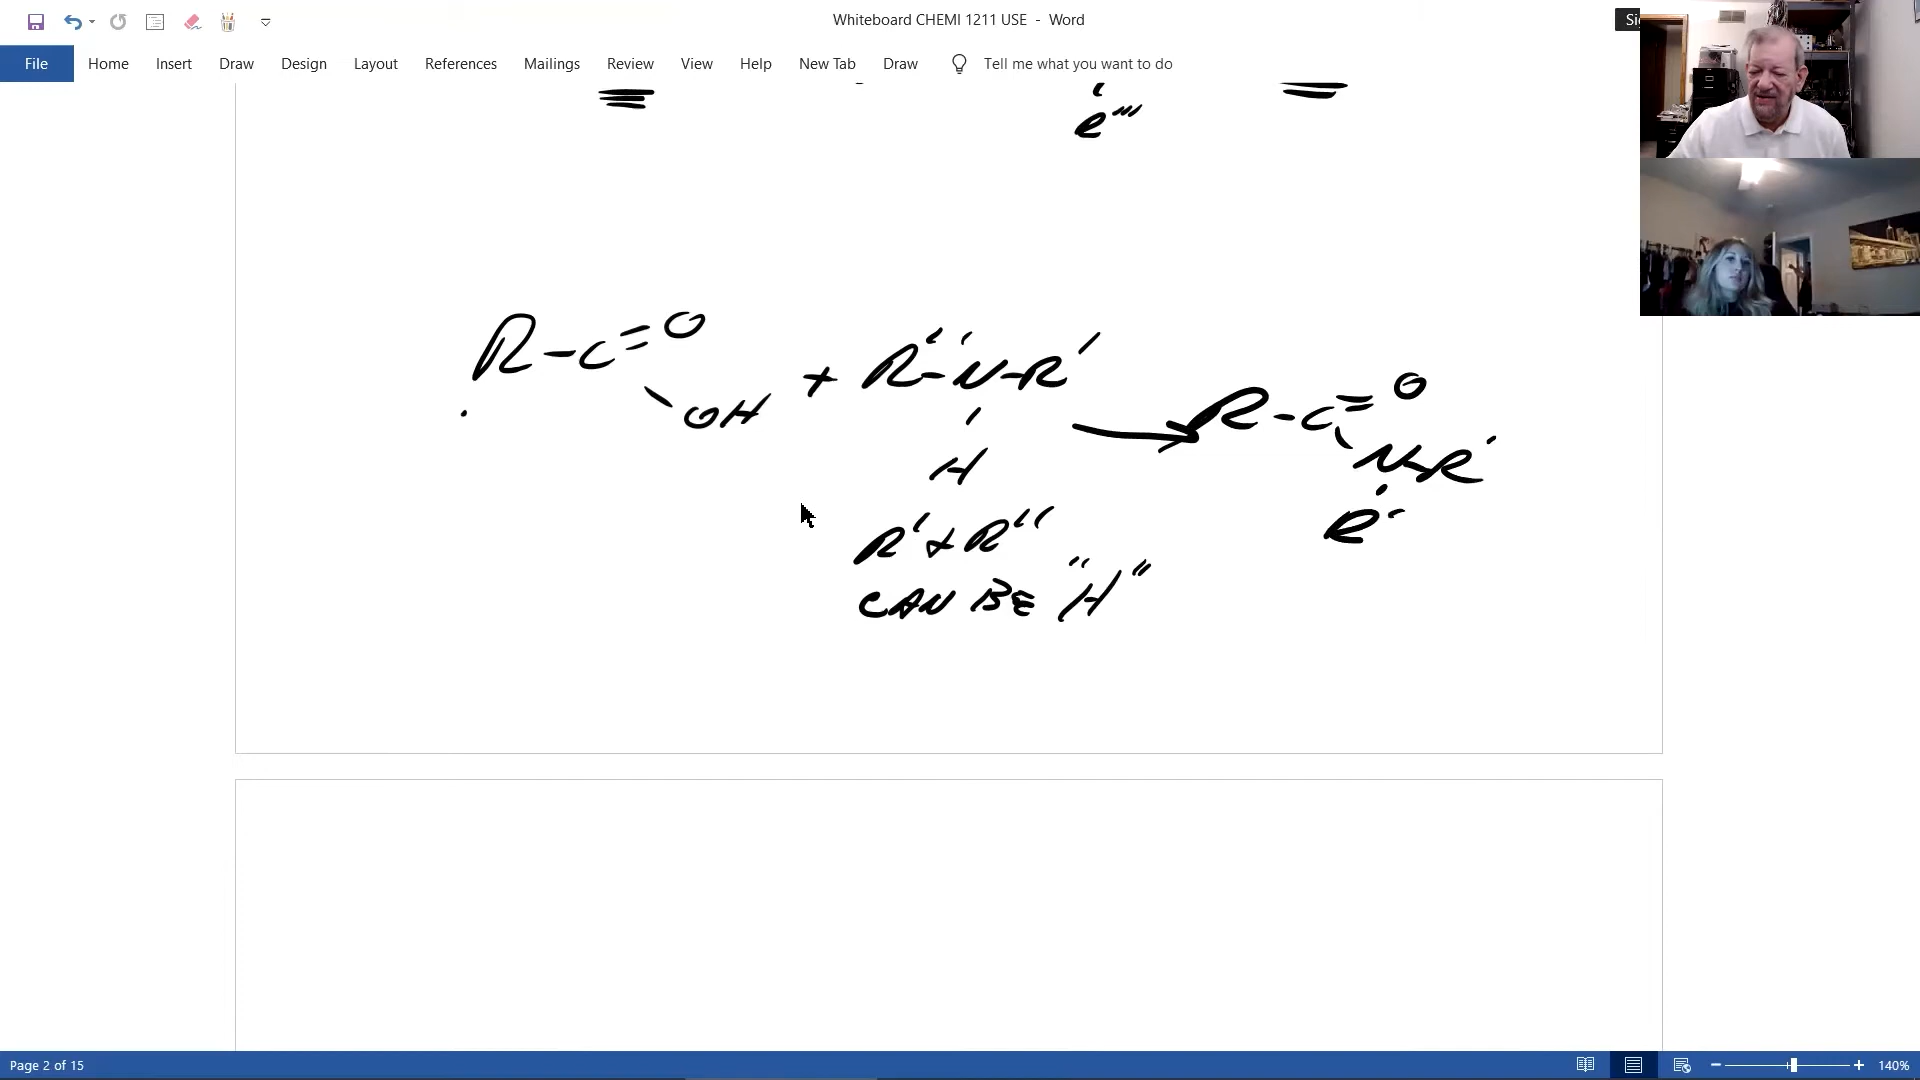 Whiteboard CHEMI 1211 USE - Word
File Home Insert Draw Design Layout References Mailings Review View Help New Tab Draw Tell me what you want to do
R'''
R-C=O
OH
+ R''-N-R'
H
R-C=O
N-R'
R'
R' & R''
CAN BE "H"
Page 2 of 15
140%